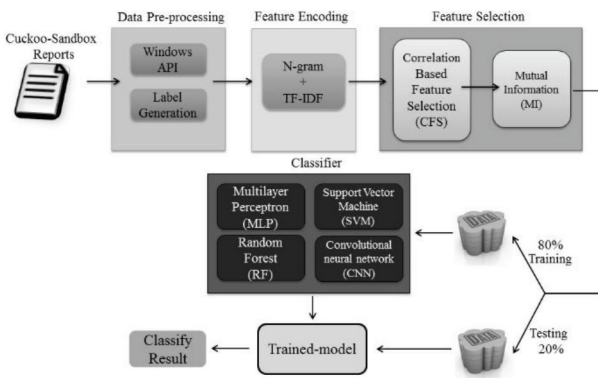 Data Pre-processing
Feature Encoding
Feature Selection
Cuckoo-Sandbox
Reports
Windows
API
Label
Generation
N-gram
+
TF-IDF
Correlation
Based
Feature
Selection
(CFS)
Mutual
Information
(MI)
Classifier
Multilayer
Perceptron
(MLP)
Support Vector
Machine
(SVM)
Random
Forest
(RF)
Convolutional
neural network
(CNN)
DATA
80%
Training
Classify
Result
Trained-model
DATA
Testing
20%